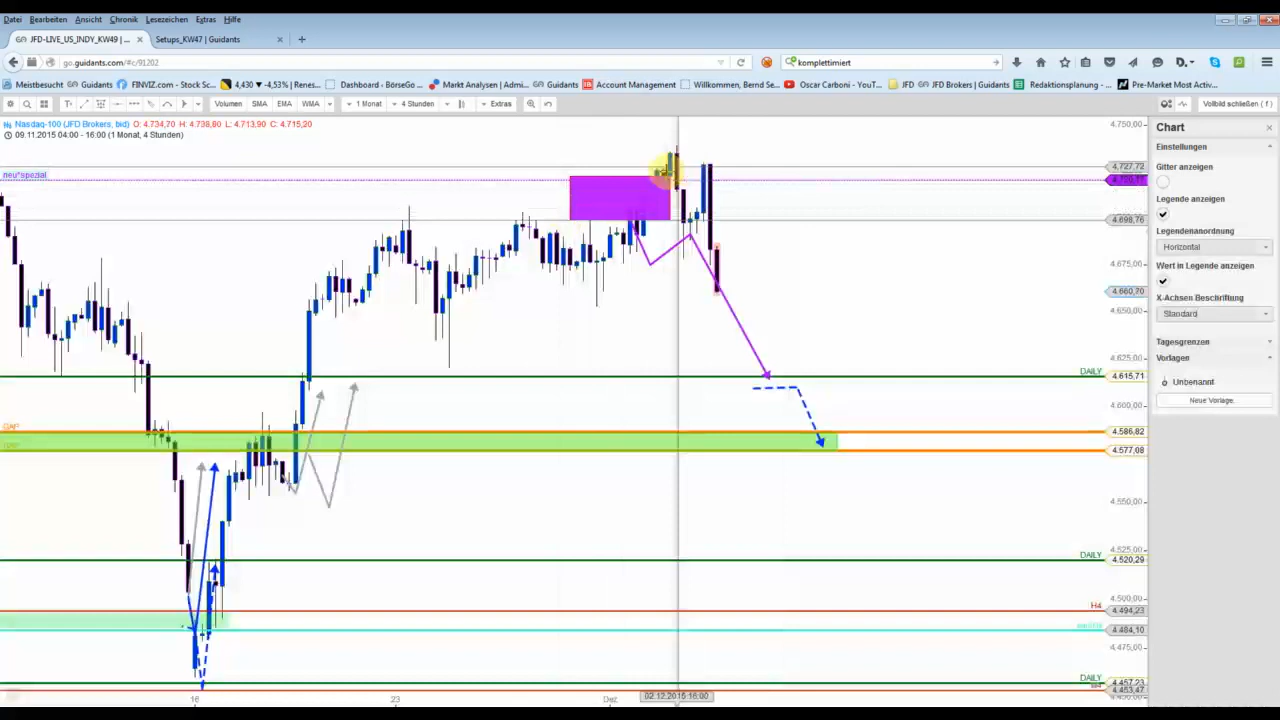 Datei Bearbeiten Ansicht Chronik Lesezeichen Extras Hilfe
JFD-LIVE_US_INDY_KW49 | ... Setups_KW47 | Guidants
go.guidants.com/#c/91202 komplettimiert
Meistbesucht Guidants FINVIZ.com - Stock Sc... 4,430 ▼ -4,53% | Renes... Dashboard - BörseGo ... Markt Analysen | Admi... Guidants Account Management Willkommen, Bernd Se... Oscar Carboni - YouT... JFD JFD Brokers | Guidants Redaktionsplanung - ... Pre-Market Most Activ...
Volumen SMA EMA WMA 1 Monat 4 Stunden Extras Vollbild schließen ( f )
Nasdaq-100 (JFD Brokers, bid) O: 4.734,70 H: 4.738,80 L: 4.713,90 C: 4.715,20
09.11.2015 04:00 - 16:00 (1 Monat, 4 Stunden)
neu*spezial
4.750,00
4.727,72
4.698,76
4.675,00
4.660,70
4.650,00
4.625,00
DAILY 4.615,71
4.600,00
GAP 4.586,82
4.577,08
4.550,00
4.525,00
DAILY 4.520,29
4.500,00
H4 4.494,23
4.484,10
4.475,00
DAILY 4.457,23
4.453,47
16 23 Dez 02.12.2015 16:00
Chart
Einstellungen
Gitter anzeigen
Legende anzeigen
Legendenanordnung
Horizontal
Wert in Legende anzeigen
X-Achsen Beschriftung
Standard
Tagesgrenzen
Vorlagen
Unbenannt
Neue Vorlage.